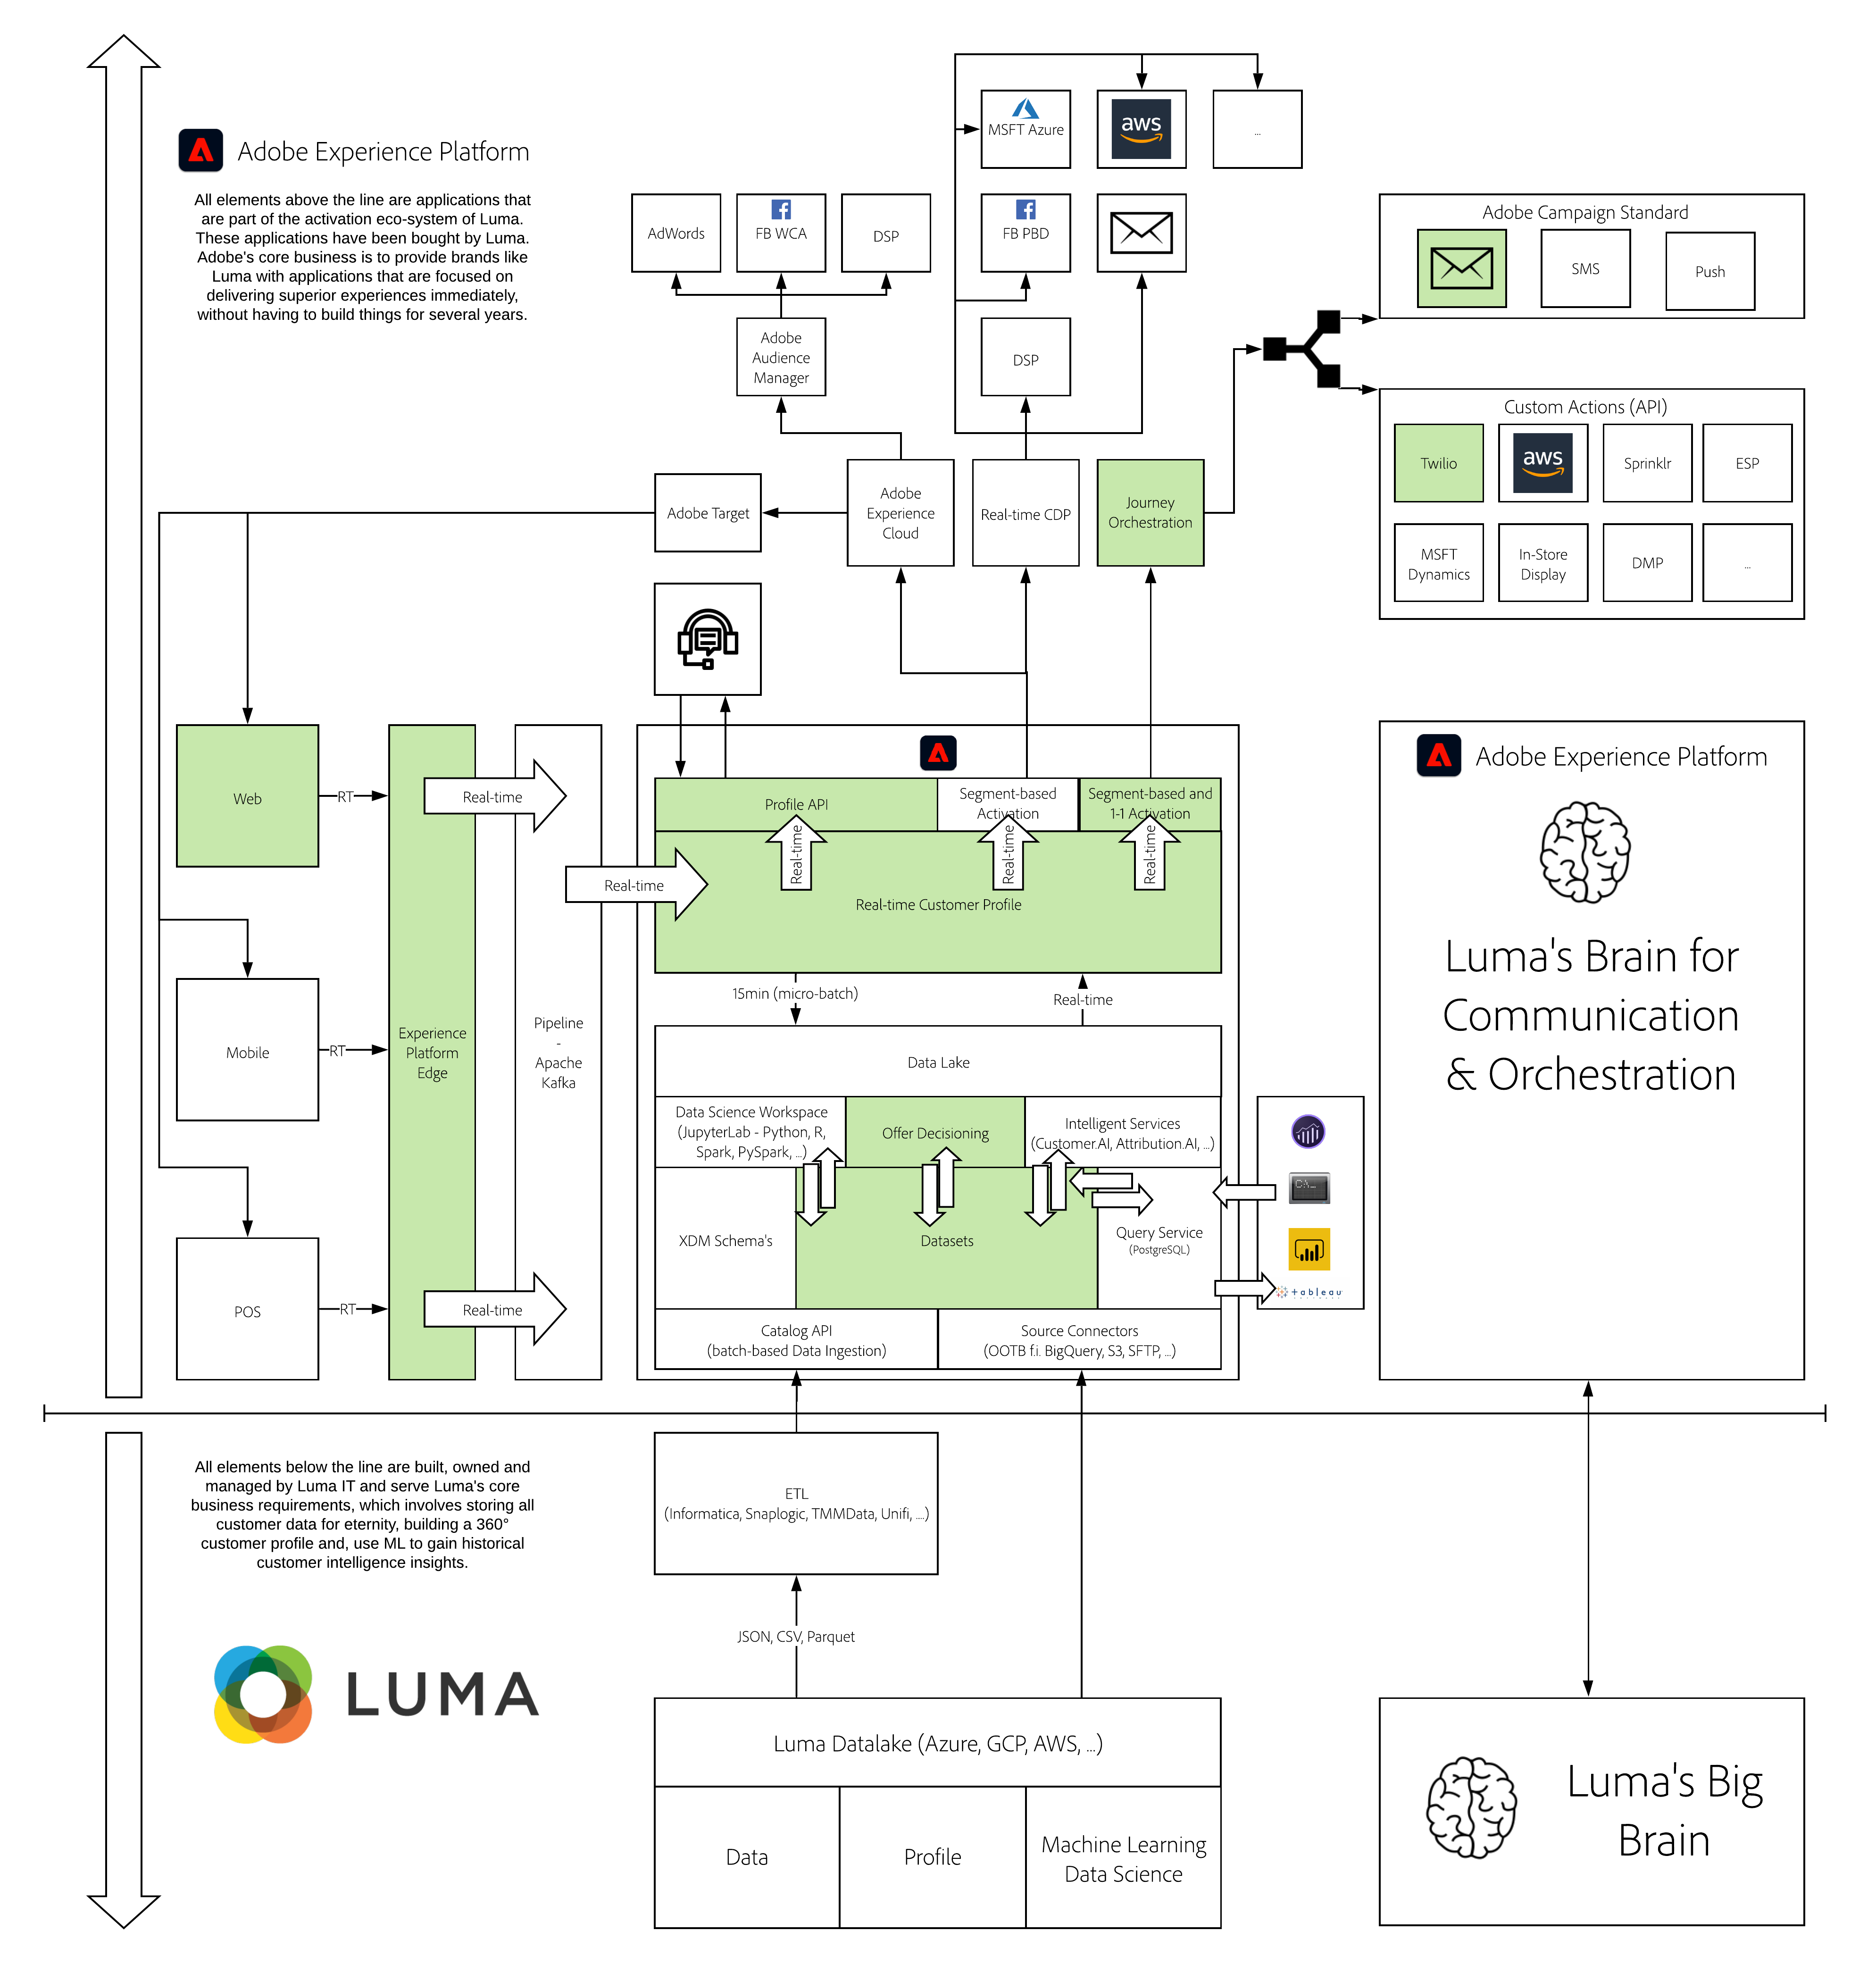 Adobe Experience Platform
All elements above the line are applications that
are part of the activation eco-system of Luma.
These applications have been bought by Luma.
Adobe's core business is to provide brands like
Luma with applications that are focused on
delivering superior experiences immediately,
without having to build things for several years.
MSFT Azure
aws
...
AdWords
FB WCA
DSP
FB PBD
Adobe
Audience
Manager
DSP
Adobe Campaign Standard
SMS
Push
Custom Actions (API)
Twilio
aws
Sprinklr
ESP
MSFT
Dynamics
In-Store
Display
DMP
...
Adobe Target
Adobe
Experience
Cloud
Real-time CDP
Journey
Orchestration
Web
RT
Mobile
RT
POS
RT
Experience
Platform
Edge
Real-time
Real-time
Pipeline
-
Apache
Kafka
Real-time
Profile API
Segment-based
Activation
Segment-based and
1-1 Activation
Real-time
Real-time
Real-time
Real-time Customer Profile
15min (micro-batch)
Real-time
Data Lake
Data Science Workspace
(JupyterLab - Python, R,
Spark, PySpark, ...)
Offer Decisioning
Intelligent Services
(Customer.AI, Attribution.AI, ...)
XDM Schema's
Datasets
Query Service
(PostgreSQL)
C:\._
+ableau
Catalog API
(batch-based Data Ingestion)
Source Connectors
(OOTB f.i. BigQuery, S3, SFTP, ...)
Adobe Experience Platform
Luma's Brain for
Communication
& Orchestration
All elements below the line are built, owned and
managed by Luma IT and serve Luma's core
business requirements, which involves storing all
customer data for eternity, building a 360°
customer profile and, use ML to gain historical
customer intelligence insights.
LUMA
ETL
(Informatica, Snaplogic, TMMData, Unifi, ....)
JSON, CSV, Parquet
Luma Datalake (Azure, GCP, AWS, ...)
Data
Profile
Machine Learning
Data Science
Luma's Big
Brain